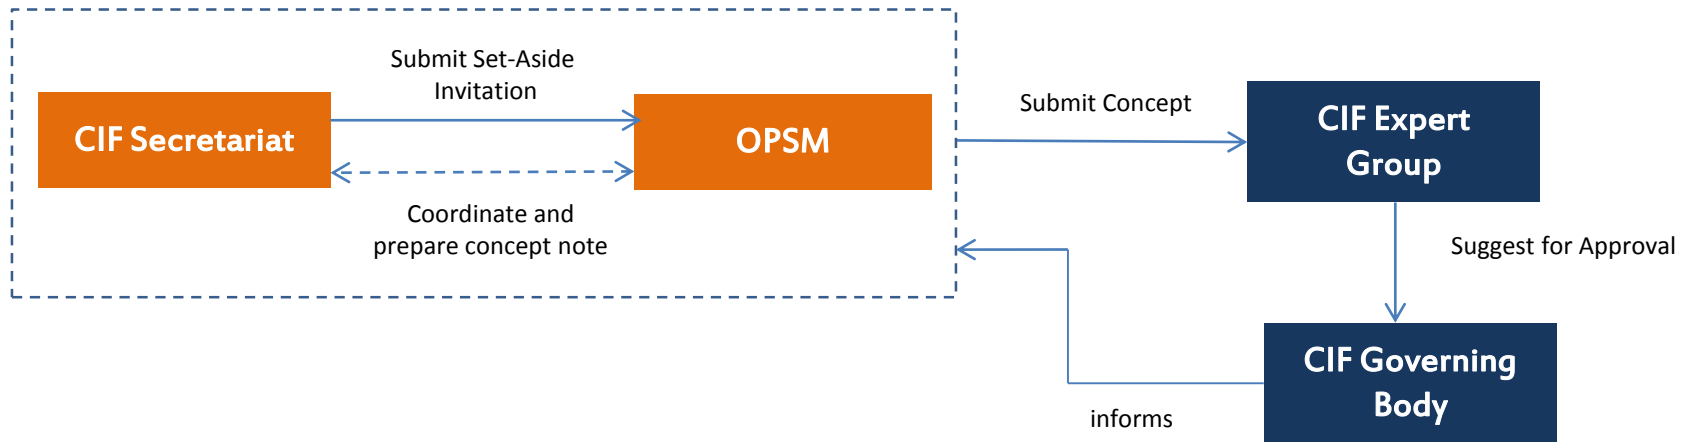 Submit Set-Aside
Invitation
CIF Secretariat
OPSM
Coordinate and
prepare concept note
Submit Concept
CIF Expert
Group
Suggest for Approval
CIF Governing
Body
informs